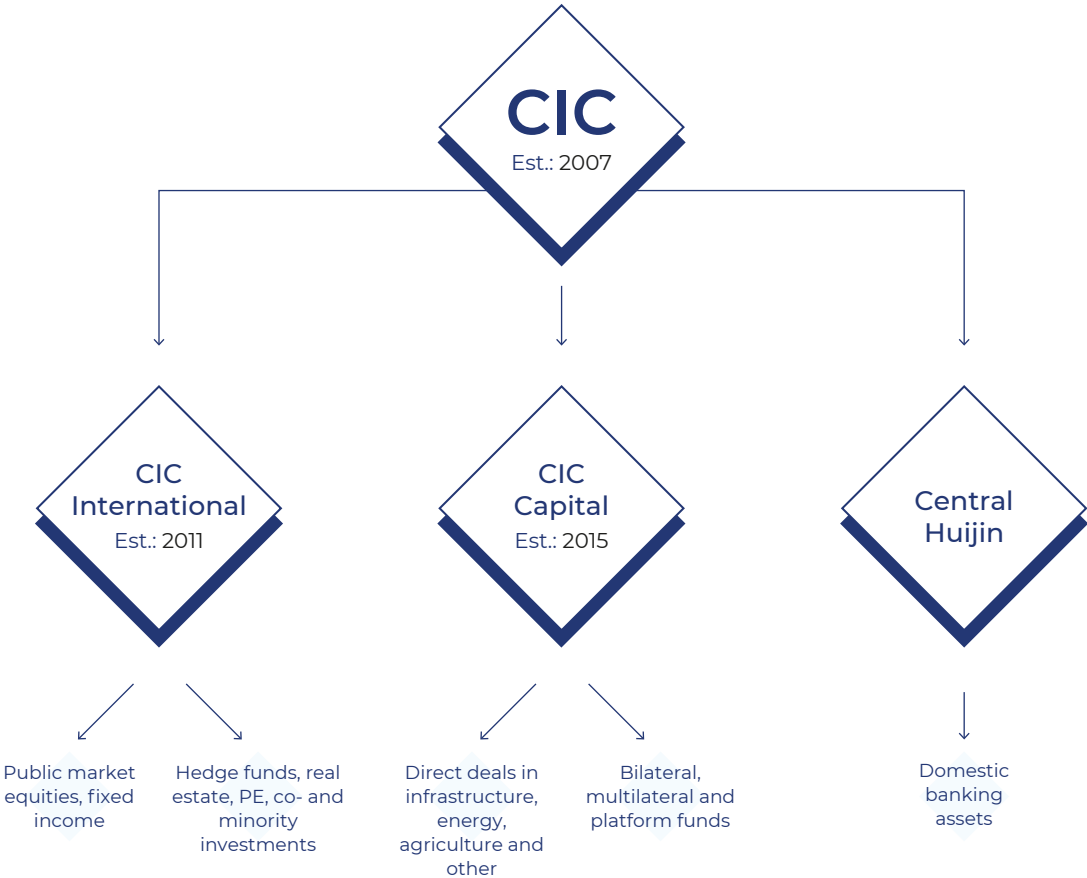 CIC
Est.: 2007
CIC
International
Est.: 2011
CIC
Capital
Est.: 2015
Central
Huijin
Public market
equities, fixed
income
Hedge funds, real
estate, PE, co- and
minority
investments
Direct deals in
infrastructure,
energy,
agriculture and
other
Bilateral,
multilateral and
platform funds
Domestic
banking
assets